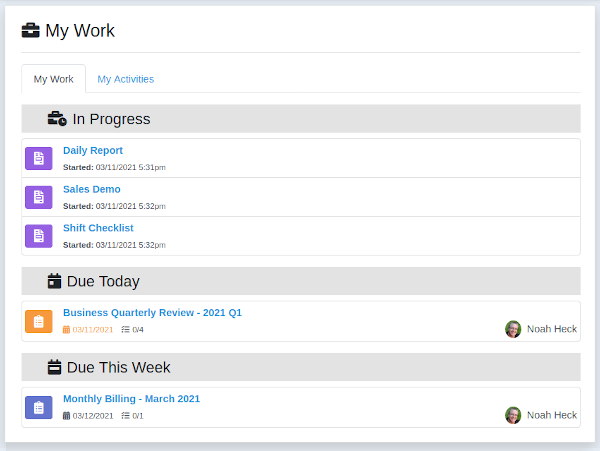 My Work
My Work My Activities
In Progress
Daily Report
Started: 03/11/2021 5:31pm
Sales Demo
Started: 03/11/2021 5:32pm
Shift Checklist
Started: 03/11/2021 5:32pm
Due Today
Business Quarterly Review - 2021 Q1
03/11/2021 0/4 Noah Heck
Due This Week
Monthly Billing - March 2021
03/12/2021 0/1 Noah Heck